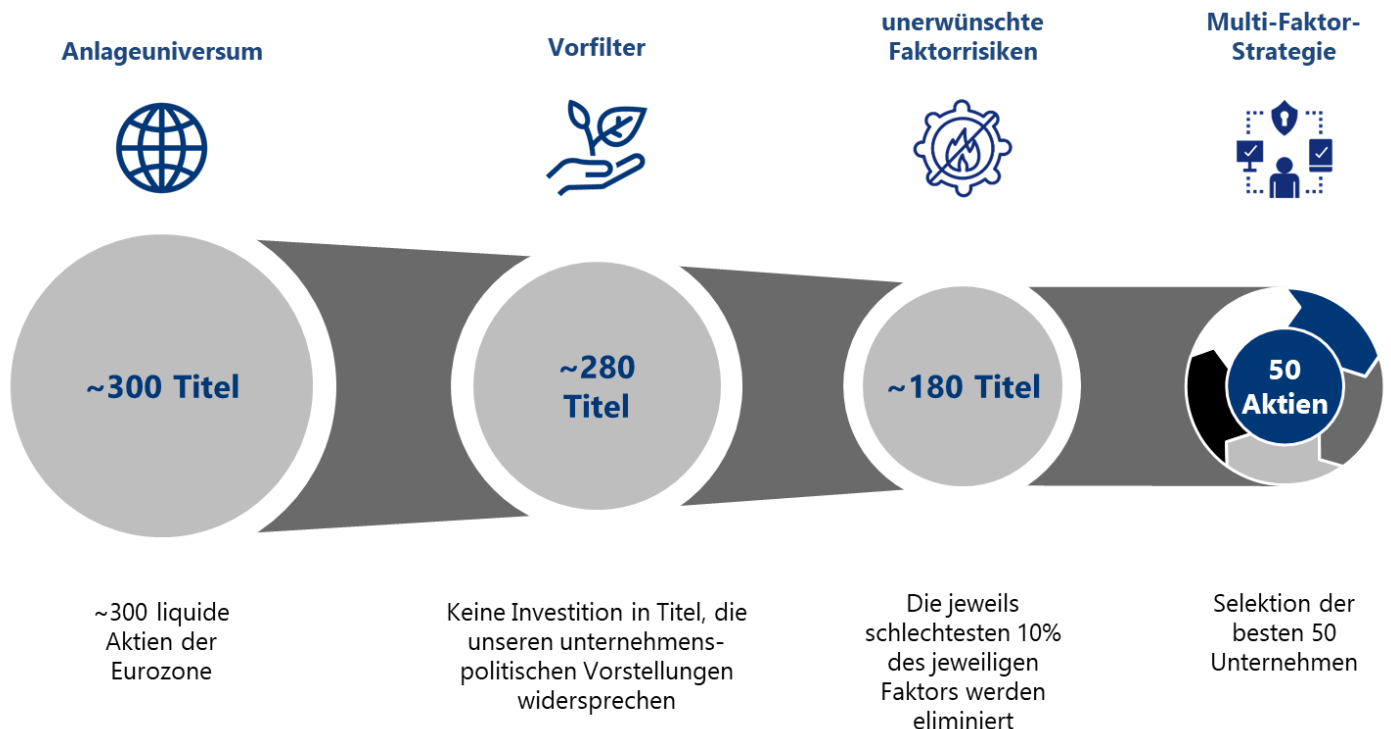 Anlageuniversum
Vorfilter
unerwünschte
Faktorrisiken
Multi-Faktor-
Strategie
~300 Titel
~280
Titel
~180 Titel
50
Aktien
~300 liquide
Aktien der
Eurozone
Keine Investition in Titel, die
unseren unternehmens-
politischen Vorstellungen
widersprechen
Die jeweils
schlechtesten 10%
des jeweiligen
Faktors werden
eliminiert
Selektion der
besten 50
Unternehmen